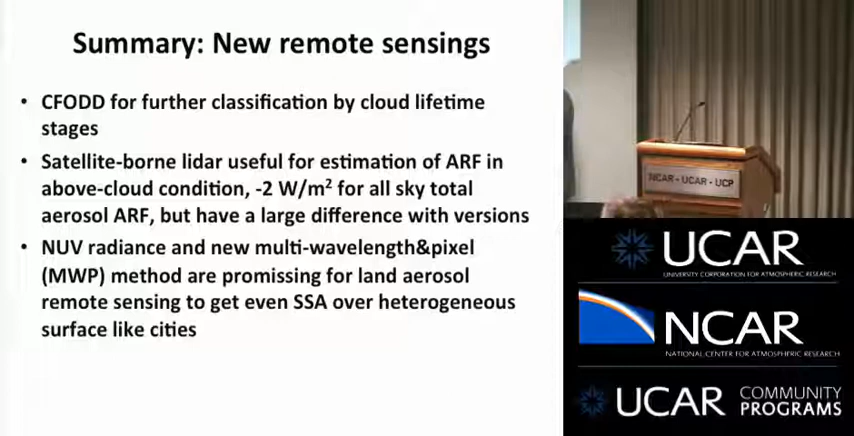 Summary: New remote sensings
• CFODD for further classification by cloud lifetime
stages
• Satellite-borne lidar useful for estimation of ARF in
above-cloud condition, -2 W/m² for all sky total
aerosol ARF, but have a large difference with versions
• NUV radiance and new multi-wavelength&pixel
(MWP) method are promissing for land aerosol
remote sensing to get even SSA over heterogeneous
surface like cities
NCAR - UCAR - UCP
UCAR
UNIVERSITY CORPORATION FOR ATMOSPHERIC RESEARCH
NCAR
NATIONAL CENTER FOR ATMOSPHERIC RESEARCH
UCAR COMMUNITY
PROGRAMS